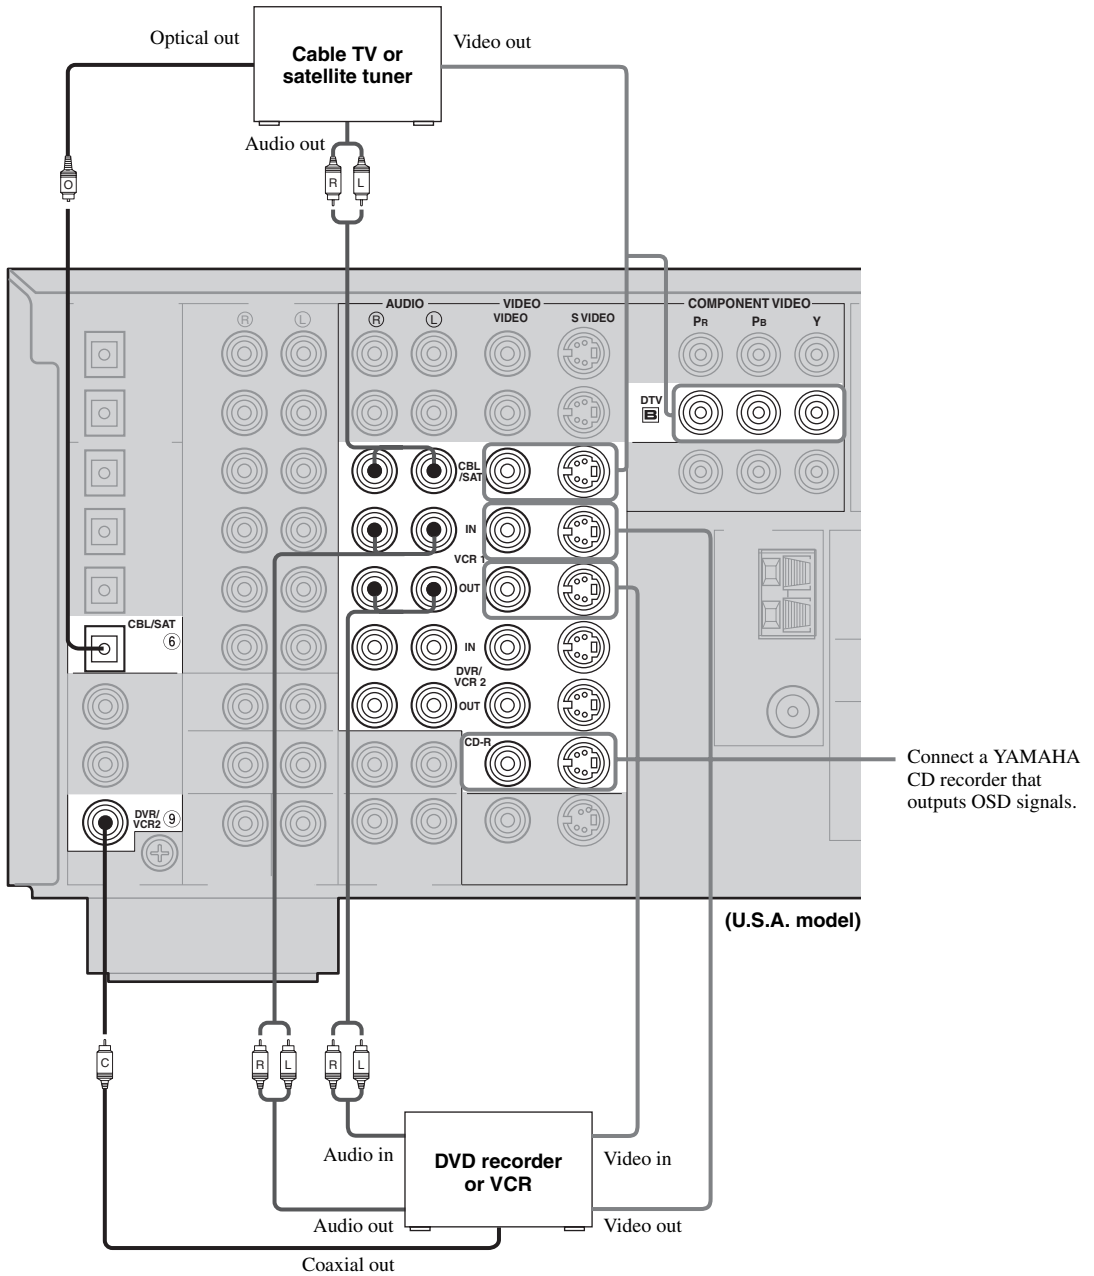 Optical out
Cable TV or
satellite tuner
Video out
Audio out
O
R L
AUDIO
VIDEO
COMPONENT VIDEO
R L R L VIDEO S VIDEO PR PB Y
DTV
B
CBL
/SAT
IN
VCR 1
OUT
CBL/SAT
6
IN
DVR/
VCR 2
OUT
CD-R
Connect a YAMAHA
CD recorder that
outputs OSD signals.
DVR/
VCR2
9
(U.S.A. model)
C
R L R L
Audio in
DVD recorder
or VCR
Video in
Audio out
Video out
Coaxial out